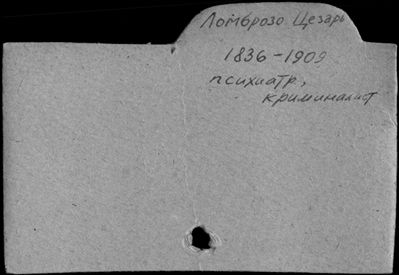 Ломброзо Цезарь
1836-1909
психиатр,
криминалист